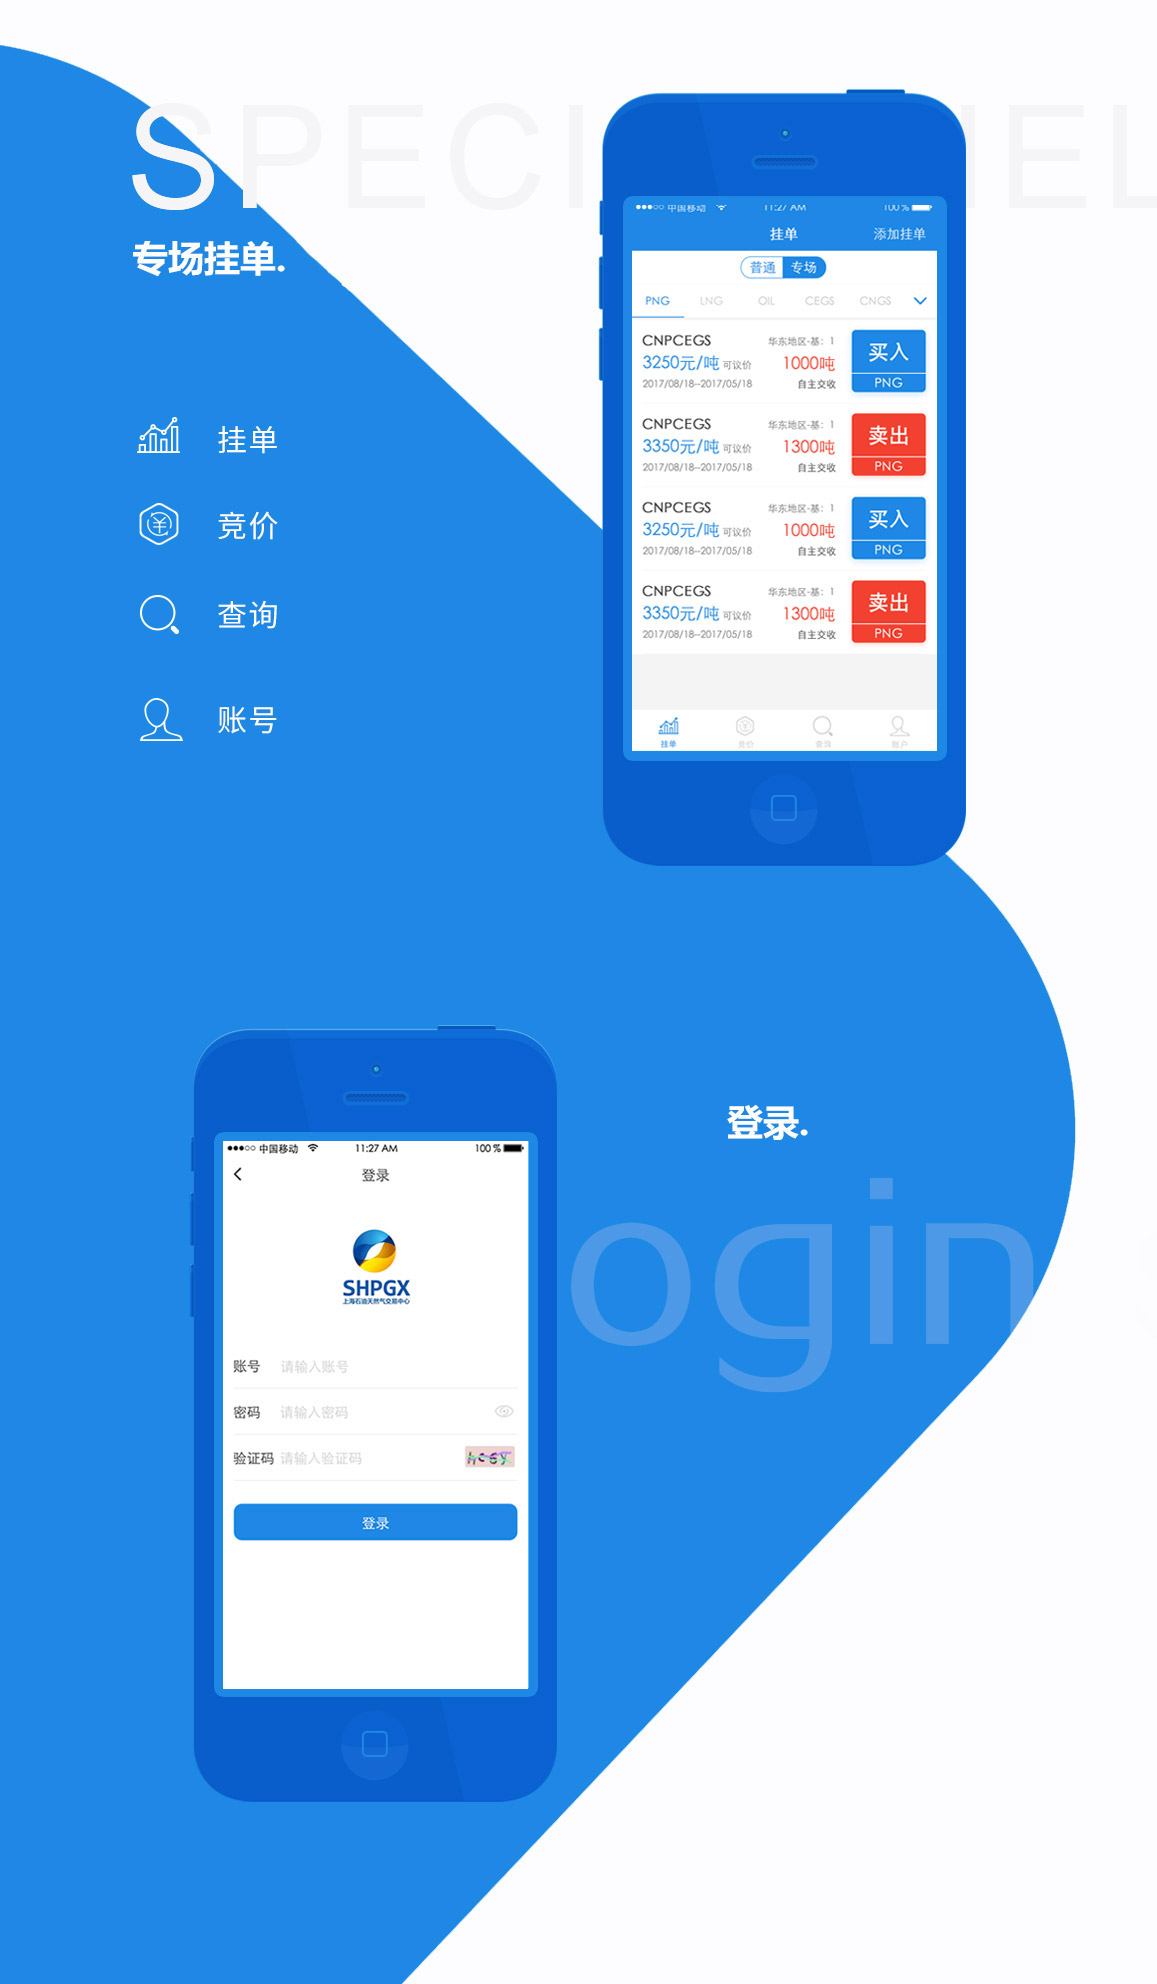 SPECI
IEL
专场挂单.
挂单
竞价
查询
账号
中国移动 11:27 AM 100 %
挂单 添加挂单
普通 专场
PNG LNG OIL CEGS CNGS
CNPCEGS 华东地区-基: 1 买入
3250元/吨 可议价 1000吨
2017/08/18--2017/05/18 自主交收 PNG
CNPCEGS 华东地区-基: 1 卖出
3350元/吨 可议价 1300吨
2017/08/18--2017/05/18 自主交收 PNG
CNPCEGS 华东地区-基: 1 买入
3250元/吨 可议价 1000吨
2017/08/18--2017/05/18 自主交收 PNG
CNPCEGS 华东地区-基: 1 卖出
3350元/吨 可议价 1300吨
2017/08/18--2017/05/18 自主交收 PNG
挂单 竞价 查询 账户
登录.
ogin
中国移动 11:27 AM 100 %
登录
SHPGX
上海石油天然气交易中心
账号 请输入账号
密码 请输入密码
验证码 请输入验证码
登录